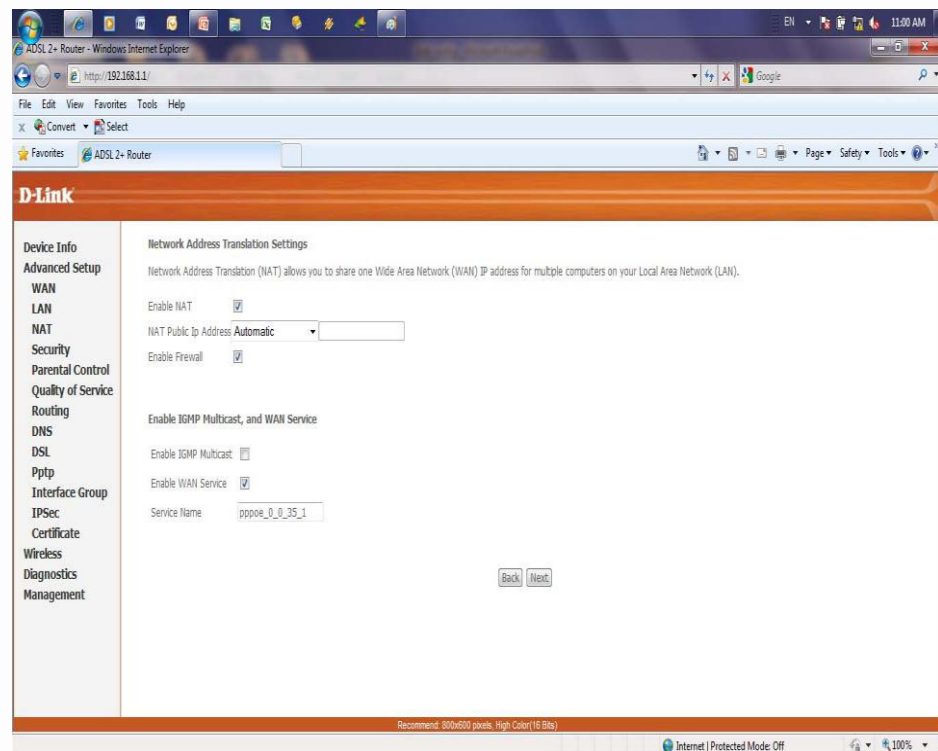 EN
11:00 AM
ADSL 2+ Router - Windows Internet Explorer
http://192.168.1.1/
Google
File Edit View Favorites Tools Help
x Convert Select
Favorites ADSL 2+ Router
Page Safety Tools
D-Link
Device Info
Advanced Setup
WAN
LAN
NAT
Security
Parental Control
Quality of Service
Routing
DNS
DSL
Pptp
Interface Group
IPSec
Certificate
Wireless
Diagnostics
Management
Network Address Translation Settings
Network Address Translation (NAT) allows you to share one Wide Area Network (WAN) IP address for multiple computers on your Local Area Network (LAN).
Enable NAT
NAT Public Ip Address Automatic
Enable Firewall
Enable IGMP Multicast, and WAN Service
Enable IGMP Multicast
Enable WAN Service
Service Name pppoe_0_0_35_1
Back Next
Recommend: 800x600 pixels, High Color(16 Bits)
Internet | Protected Mode: Off
100%